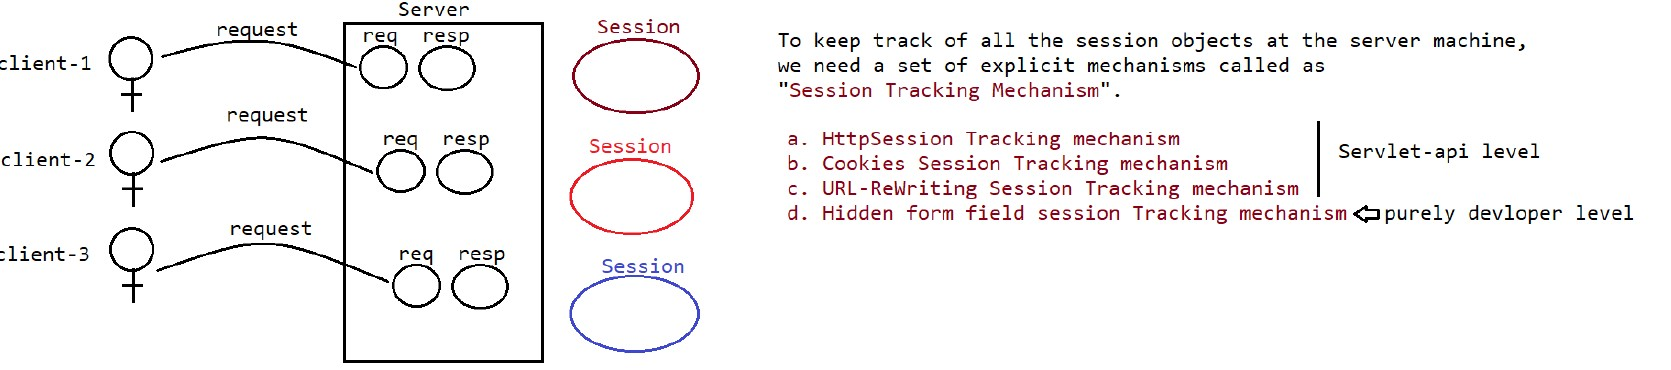 Server
request
req resp
client-1
Session
request
req resp
client-2
Session
request
req resp
client-3
Session
To keep track of all the session objects at the server machine,
we need a set of explicit mechanisms called as
"Session Tracking Mechanism".
a. HttpSession Tracking mechanism
b. Cookies Session Tracking mechanism
c. URL-ReWriting Session Tracking mechanism
Servlet-api level
d. Hidden form field session Tracking mechanism
purely devloper level